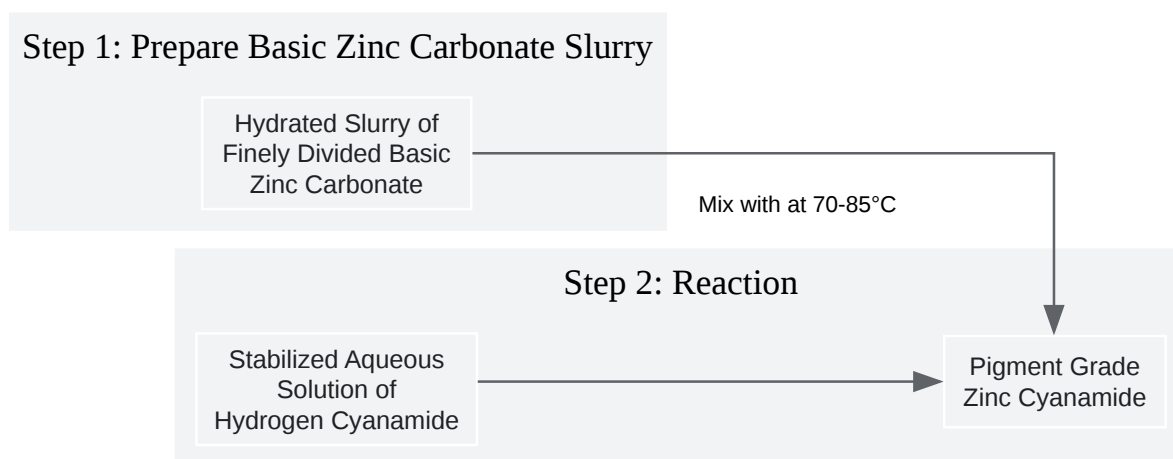 Step 1: Prepare Basic Zinc Carbonate Slurry
Hydrated Slurry of
Finely Divided Basic
Zinc Carbonate
Mix with at 70-85°C
Step 2: Reaction
Stabilized Aqueous
Solution of
Hydrogen Cyanamide
Pigment Grade
Zinc Cyanamide